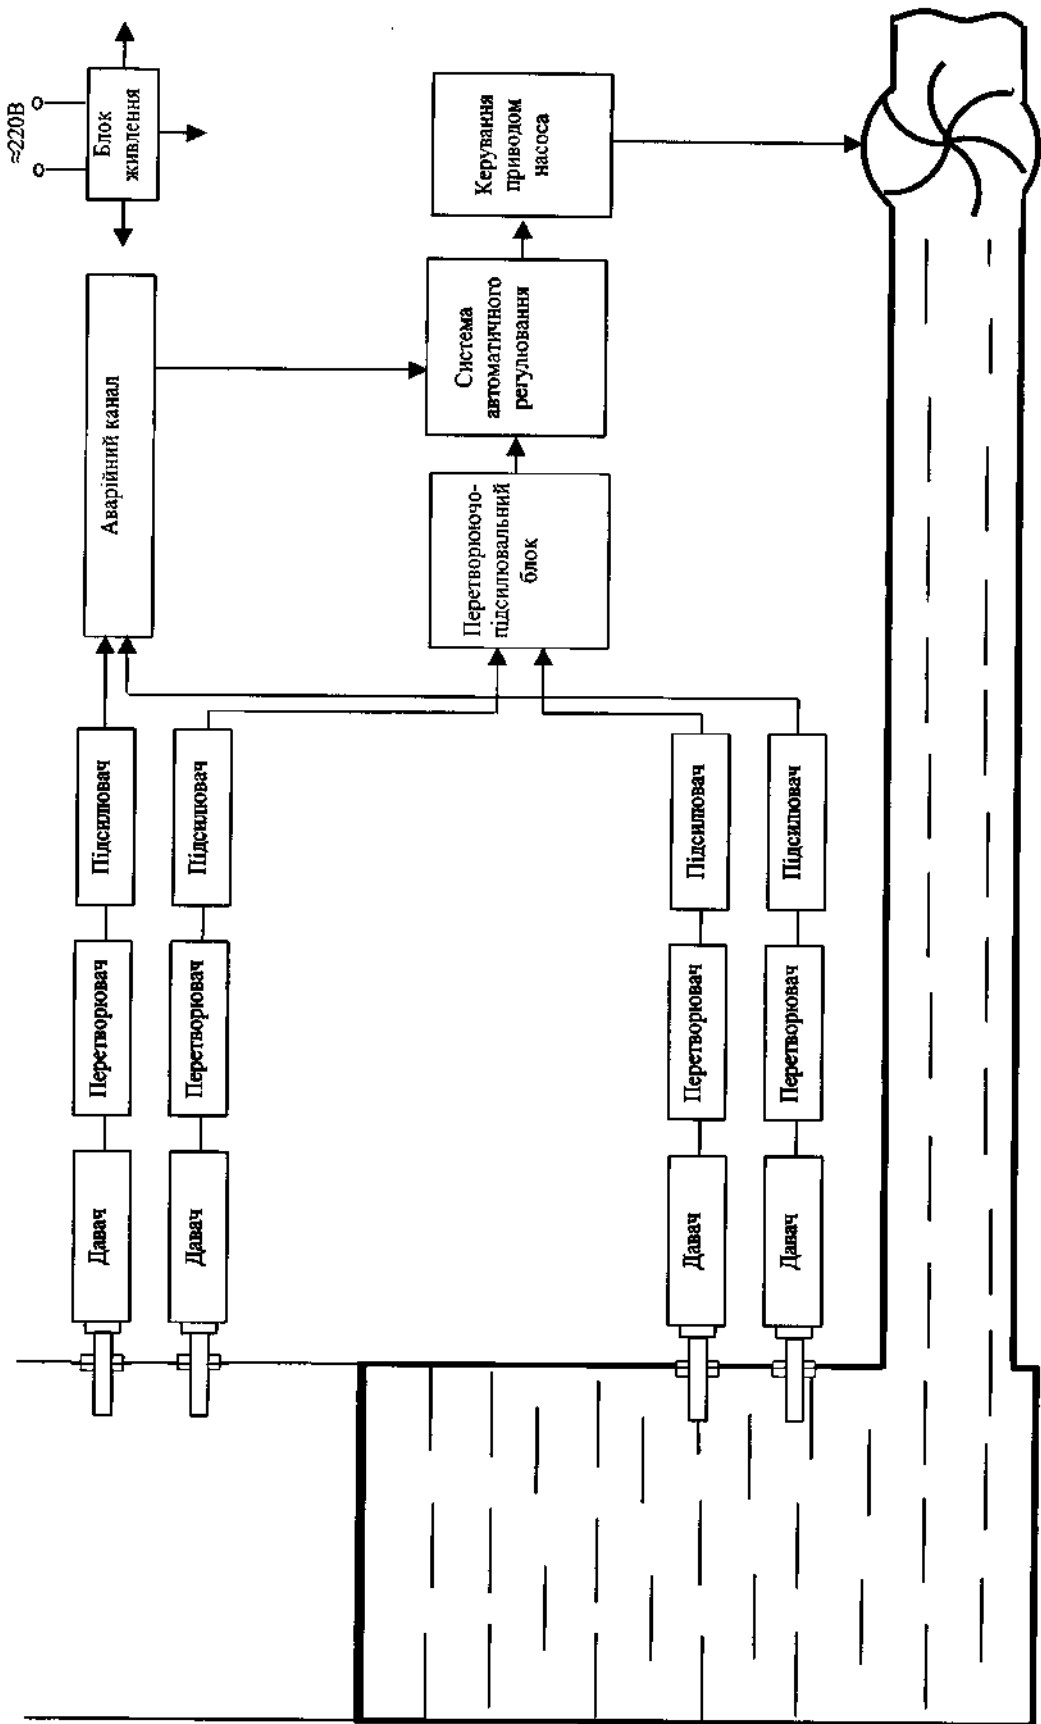 ≈220В
Давач
Перетворювач
Підсилювач
Аварійний канал
Блок
живлення
Давач
Перетворювач
Підсилювач
Перетворюючо-
підсилювальний
блок
Система
автоматичного
регулювання
Керування
приводом
насоса
Давач
Перетворювач
Підсилювач
Давач
Перетворювач
Підсилювач